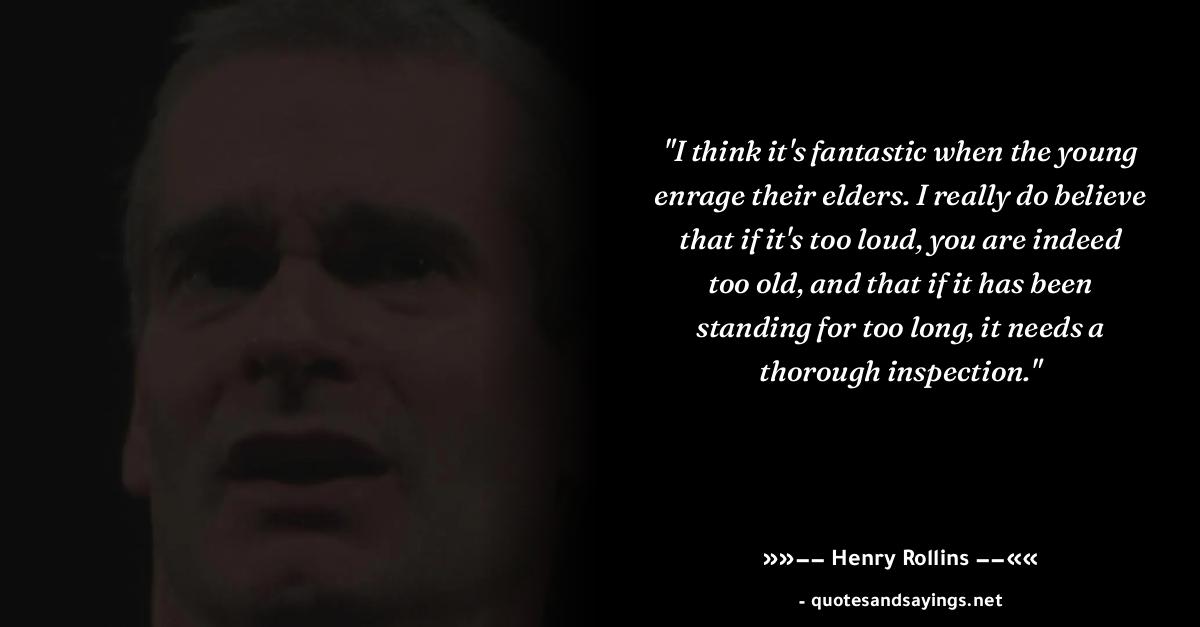 "I think it's fantastic when the young
enrage their elders. I really do believe
that if it's too loud, you are indeed
too old, and that if it has been
standing for too long, it needs a
thorough inspection."
»»–– Henry Rollins ––««
- quotesandsayings.net